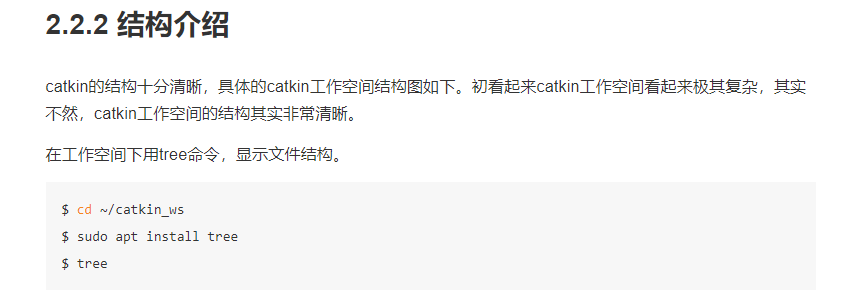 2.2.2 结构介绍
catkin的结构十分清晰，具体的catkin工作空间结构图如下。初看起来catkin工作空间看起来极其复杂，其实
不然，catkin工作空间的结构其实非常清晰。
在工作空间下用tree命令，显示文件结构。
$ cd ~/catkin_ws
$ sudo apt install tree
$ tree